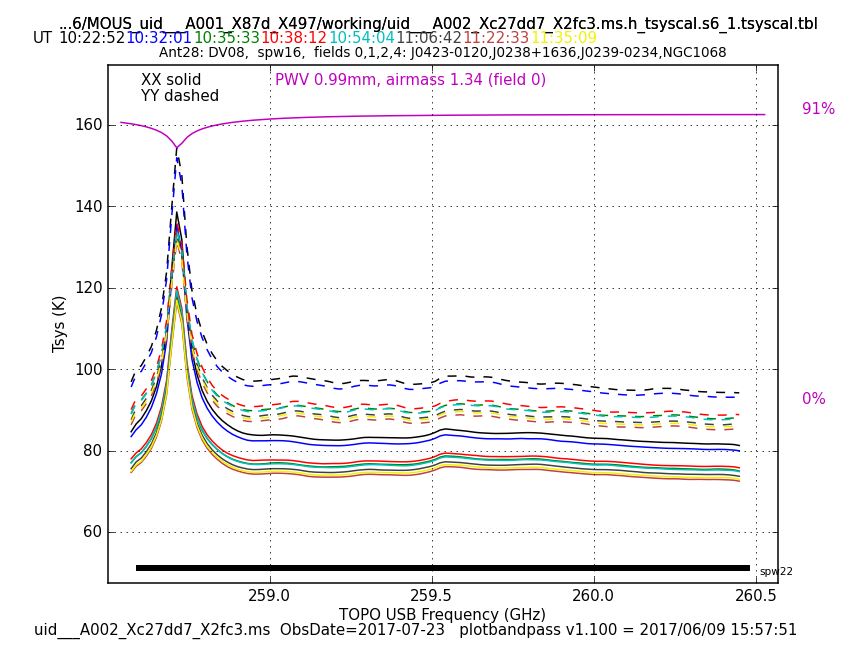 ...6/MOUS_uid___A001_X87d_X497/working/uid___A002_Xc27dd7_X2fc3.ms.h_tsyscal.s6_1.tsyscal.tbl
UT 10:22:52 10:32:01 10:35:33 10:38:12 10:54:04 11:06:42 11:22:33 11:35:09
Ant28: DV08, spw16, fields 0,1,2,4: J0423-0120,J0238+1636,J0239-0234,NGC1068
XX solid
PWV 0.99mm, airmass 1.34 (field 0)
YY dashed
91%
160
140
120
100
80
60
0%
Tsys (K)
spw22
259.0 259.5 260.0 260.5
TOPO USB Frequency (GHz)
uid___A002_Xc27dd7_X2fc3.ms ObsDate=2017-07-23 plotbandpass v1.100 = 2017/06/09 15:57:51